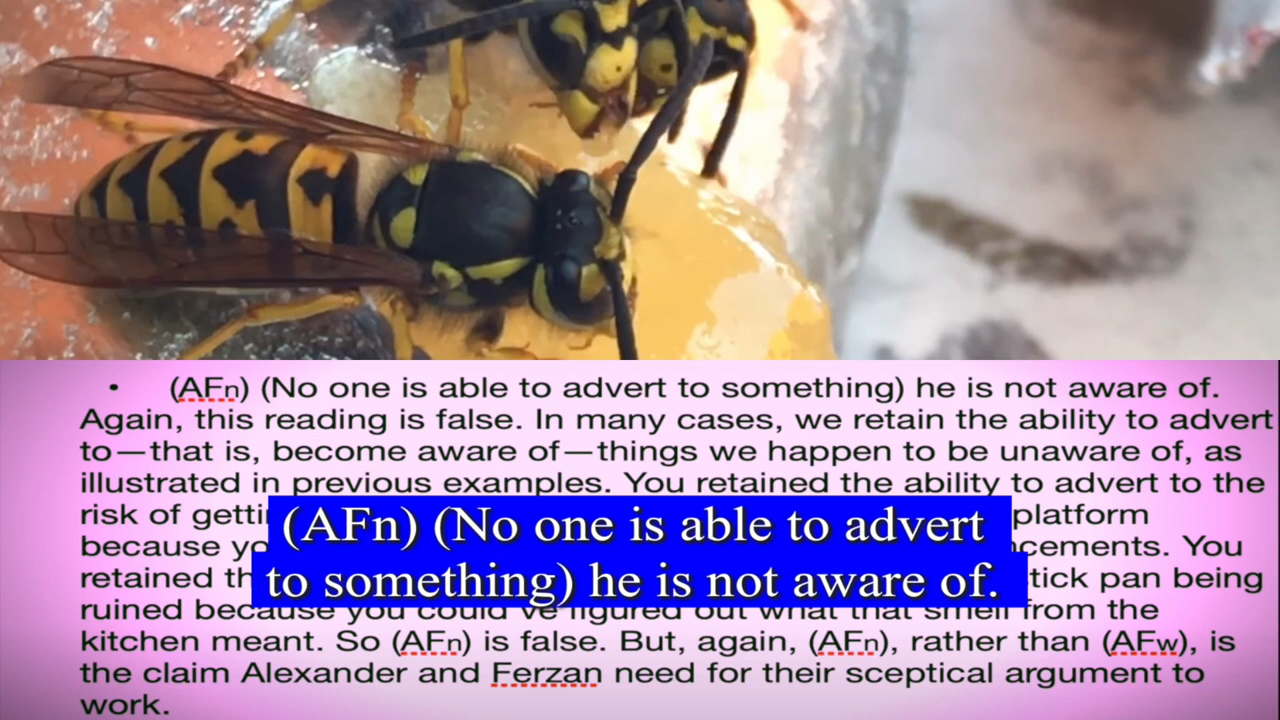 • (AFn) (No one is able to advert to something) he is not aware of.
Again, this reading is false. In many cases, we retain the ability to advert
to—that is, become aware of—things we happen to be unaware of, as
illustrated in previous examples. You retained the ability to advert to the
risk of platform
because cements. You
retained pan being
ruined because you could've figured out what that smell from the
kitchen meant. So (AFn) is false. But, again, (AFn), rather than (AFw), is
the claim Alexander and Ferzan need for their sceptical argument to
work.
(AFn) (No one is able to advert
to something) he is not aware of.